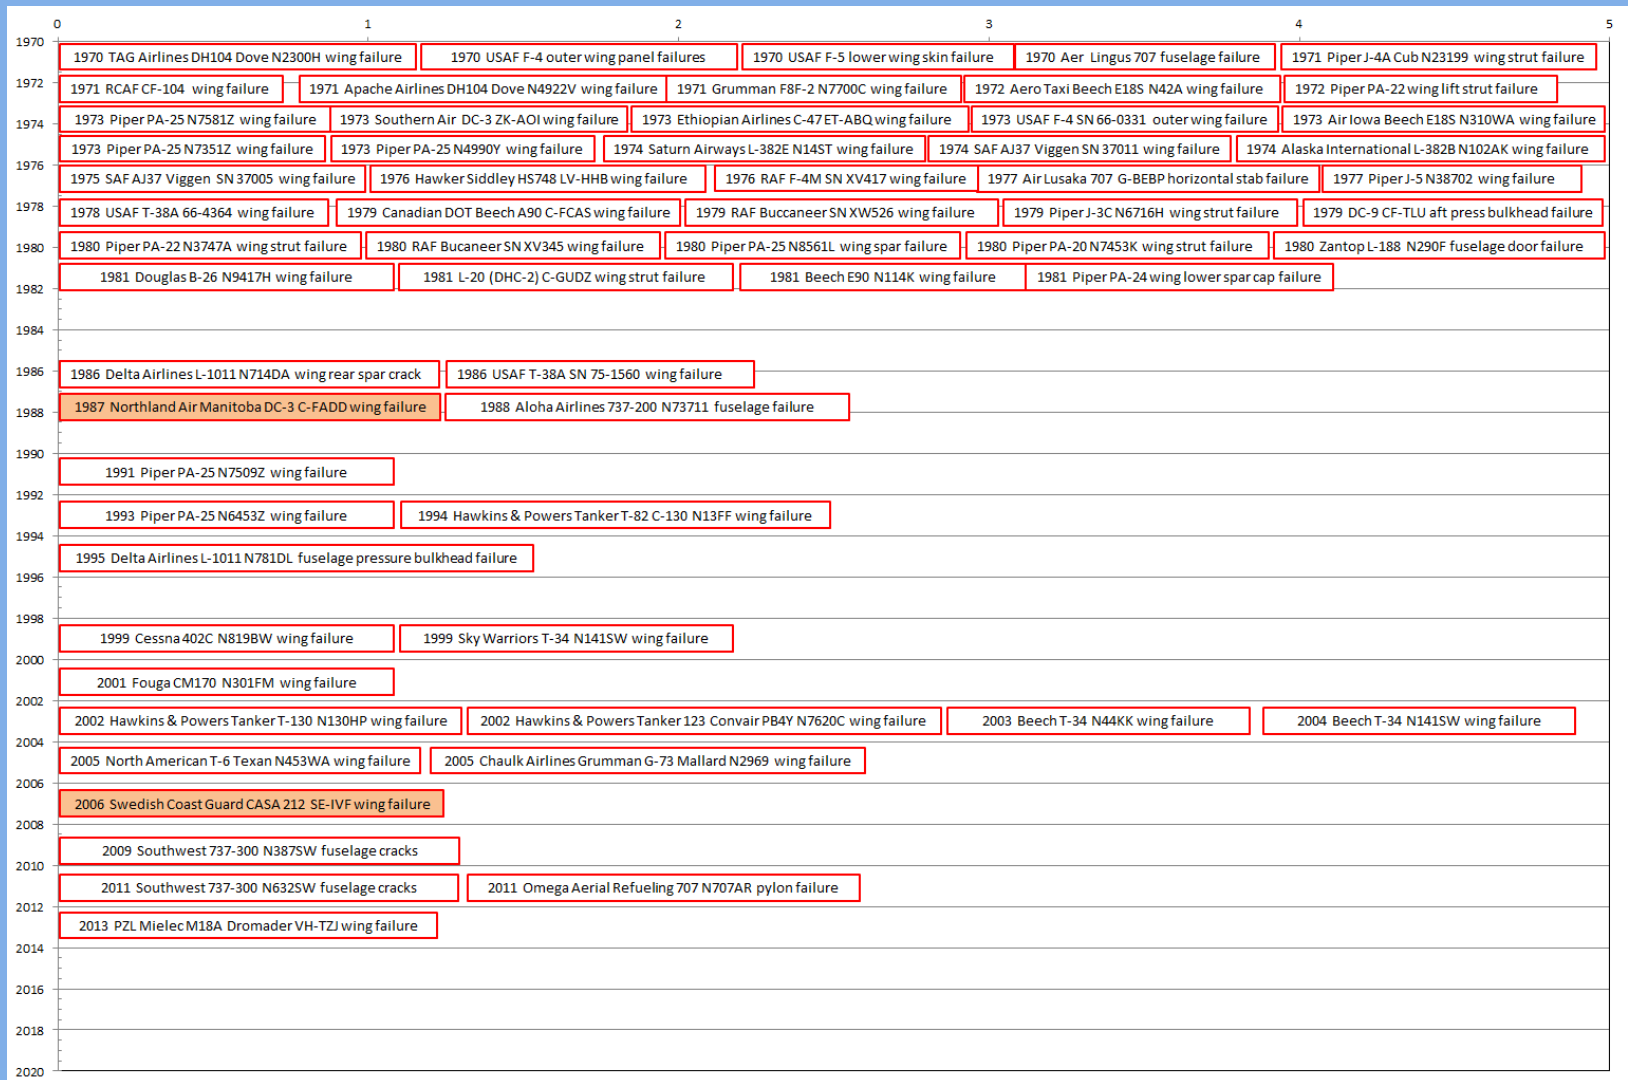 0 1 2 3 4 5
1970
1970 TAG Airlines DH104 Dove N2300H wing failure
1970 USAF F-4 outer wing panel failures
1970 USAF F-5 lower wing skin failure
1970 Aer Lingus 707 fuselage failure
1971 Piper J-4A Cub N23199 wing strut failure
1972
1971 RCAF CF-104 wing failure
1971 Apache Airlines DH104 Dove N4922V wing failure
1971 Grumman F8F-2 N7700C wing failure
1972 Aero Taxi Beech E18S N42A wing failure
1972 Piper PA-22 wing lift strut failure
1974
1973 Piper PA-25 N7581Z wing failure
1973 Southern Air DC-3 ZK-AOI wing failure
1973 Ethiopian Airlines C-47 ET-ABQ wing failure
1973 USAF F-4 SN 66-0331 outer wing failure
1973 Air Iowa Beech E18S N310WA wing failure
1973 Piper PA-25 N7351Z wing failure
1973 Piper PA-25 N4990Y wing failure
1974 Saturn Airways L-382E N14ST wing failure
1974 SAF AJ37 Viggen SN 37011 wing failure
1974 Alaska International L-382B N102AK wing failure
1976
1975 SAF AJ37 Viggen SN 37005 wing failure
1976 Hawker Siddley HS748 LV-HHB wing failure
1976 RAF F-4M SN XV417 wing failure
1977 Air Lusaka 707 G-BEBP horizontal stab failure
1977 Piper J-5 N38702 wing failure
1978
1978 USAF T-38A 66-4364 wing failure
1979 Canadian DOT Beech A90 C-FCAS wing failure
1979 RAF Buccaneer SN XW526 wing failure
1979 Piper J-3C N6716H wing strut failure
1979 DC-9 CF-TLU aft press bulkhead failure
1980
1980 Piper PA-22 N3747A wing strut failure
1980 RAF Bucaneer SN XV345 wing failure
1980 Piper PA-25 N8561L wing spar failure
1980 Piper PA-20 N7453K wing strut failure
1980 Zantop L-188 N290F fuselage door failure
1981 Douglas B-26 N9417H wing failure
1981 L-20 (DHC-2) C-GUDZ wing strut failure
1981 Beech E90 N114K wing failure
1981 Piper PA-24 wing lower spar cap failure
1982
1984
1986
1986 Delta Airlines L-1011 N714DA wing rear spar crack
1986 USAF T-38A SN 75-1560 wing failure
1987 Northland Air Manitoba DC-3 C-FADD wing failure
1988 Aloha Airlines 737-200 N73711 fuselage failure
1988
1990
1991 Piper PA-25 N7509Z wing failure
1992
1993 Piper PA-25 N6453Z wing failure
1994 Hawkins & Powers Tanker T-82 C-130 N13FF wing failure
1994
1995 Delta Airlines L-1011 N781DL fuselage pressure bulkhead failure
1996
1998
1999 Cessna 402C N819BW wing failure
1999 Sky Warriors T-34 N141SW wing failure
2000
2001 Fouga CM170 N301FM wing failure
2002
2002 Hawkins & Powers Tanker T-130 N130HP wing failure
2002 Hawkins & Powers Tanker 123 Convair PB4Y N7620C wing failure
2003 Beech T-34 N44KK wing failure
2004 Beech T-34 N141SW wing failure
2004
2005 North American T-6 Texan N453WA wing failure
2005 Chaulk Airlines Grumman G-73 Mallard N2969 wing failure
2006
2006 Swedish Coast Guard CASA 212 SE-IVF wing failure
2008
2009 Southwest 737-300 N387SW fuselage cracks
2010
2011 Southwest 737-300 N632SW fuselage cracks
2011 Omega Aerial Refueling 707 N707AR pylon failure
2012
2013 PZL Mielec M18A Dromader VH-TZJ wing failure
2014
2016
2018
2020